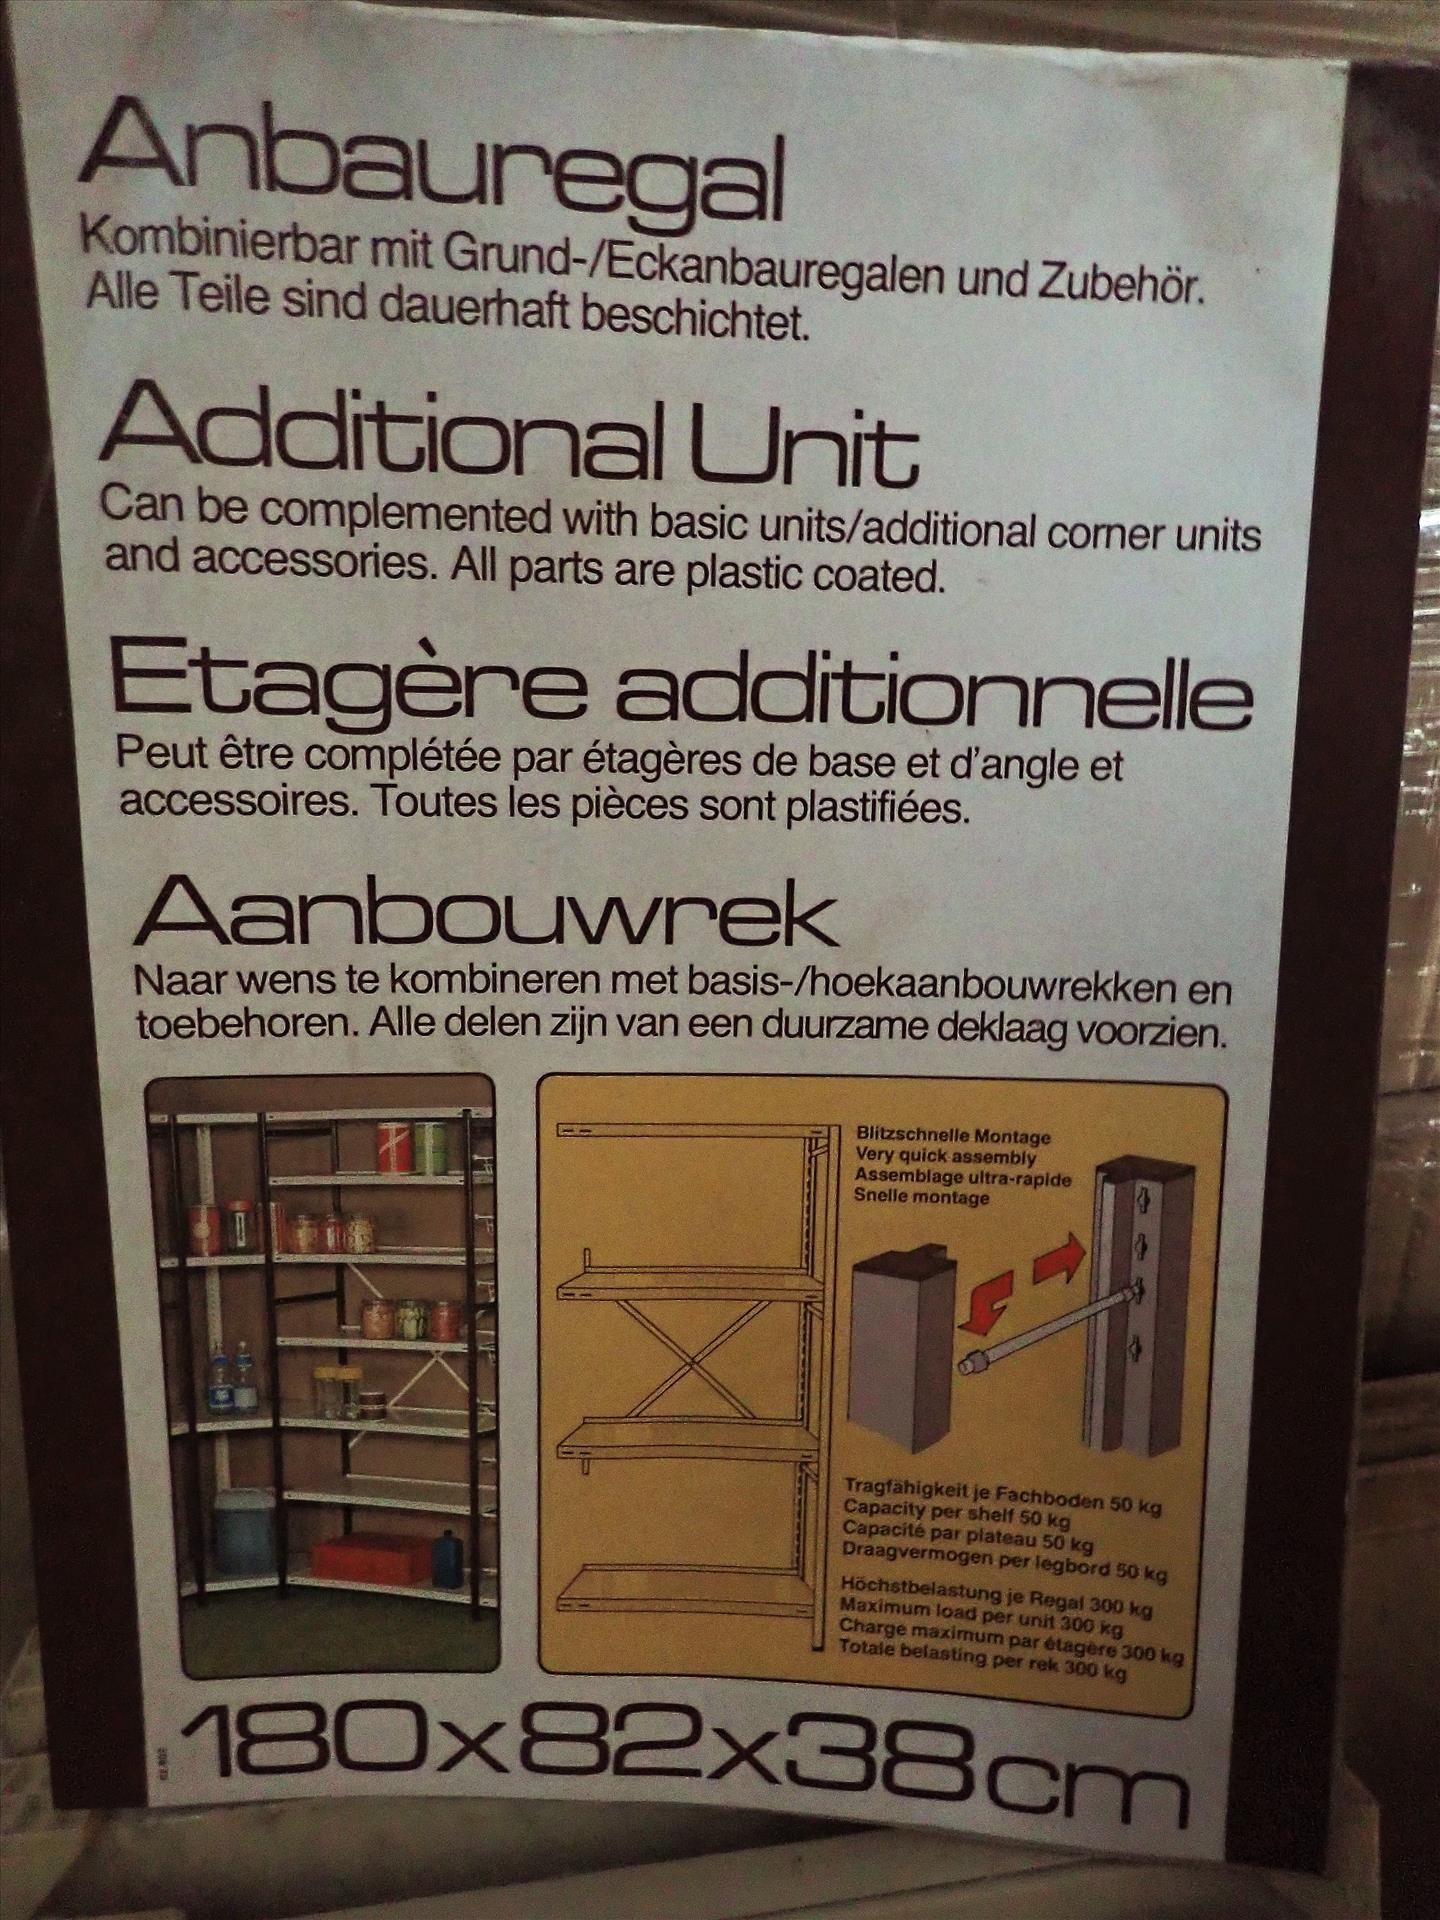 Anbauregal
Kombinierbar mit Grund-/Eckanbauregalen und Zubehör.
Alle Teile sind dauerhaft beschichtet.
Additional Unit
Can be complemented with basic units/additional corner units
and accessories. All parts are plastic coated.
Etagère additionnelle
Peut être complétée par étagères de base et d'angle et
accessoires. Toutes les pièces sont plastifiées.
Aanbouwrek
Naar wens te kombineren met basis-/hoekaanbouwrekken en
toebehoren. Alle delen zijn van een duurzame deklaag voorzien.
Blitzschnelle Montage
Very quick assembly
Assemblage ultra-rapide
Snelle montage
Tragfähigkeit je Fachboden 50 kg
Capacity per shelf 50 kg
Capacité par plateau 50 kg
Draagvermogen per legbord 50 kg
Höchstbelastung je Regal 300 kg
Maximum load per unit 300 kg
Charge maximum par étagère 300 kg
Totale belasting per rek 300 kg
180x82x38cm